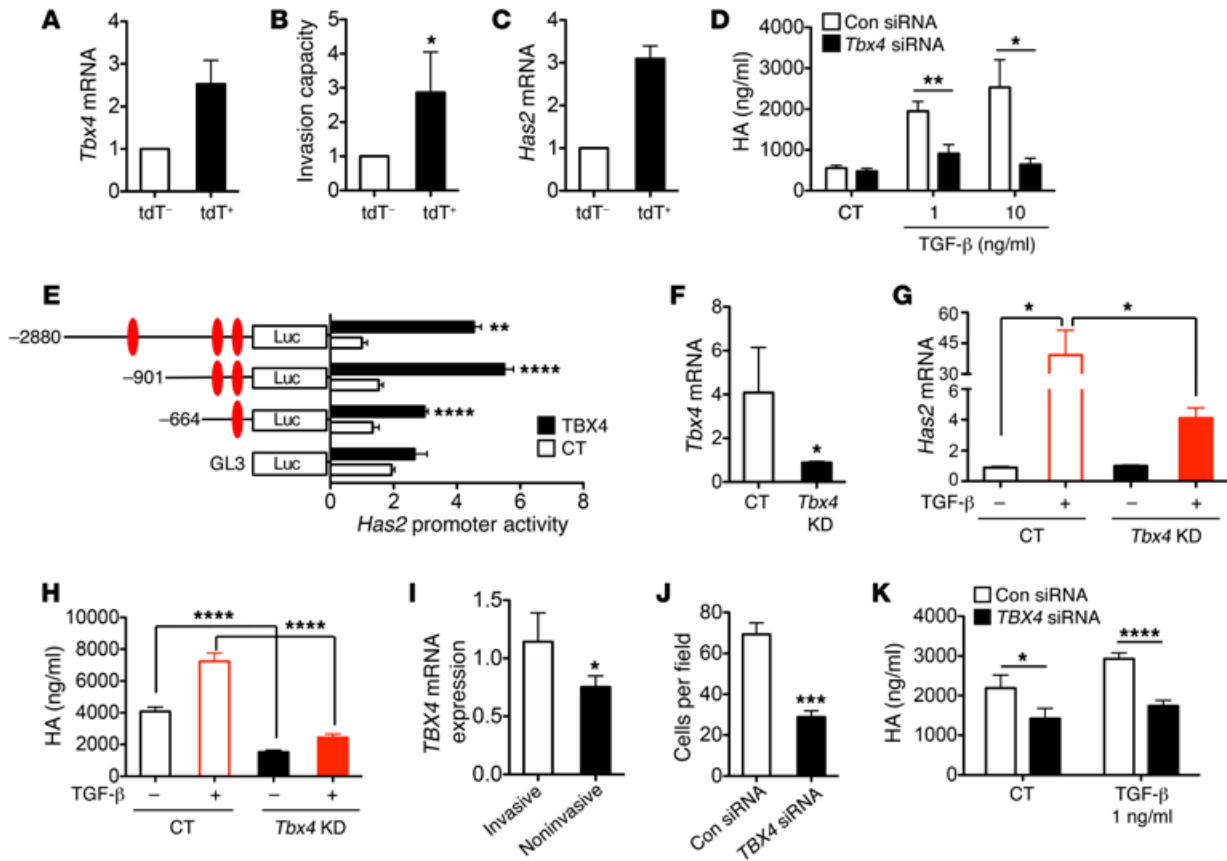 A
Tbx4 mRNA
4
3
2
1
0
tdT⁻ tdT⁺
B
Invasion capacity
5
4
3
2
1
0
*
tdT⁻ tdT⁺
C
Has2 mRNA
4
3
2
1
0
tdT⁻ tdT⁺
D
Con siRNA
Tbx4 siRNA
HA (ng/ml)
4000
3000
2000
1000
0
**
*
CT 1 10
TGF-β (ng/ml)
E
−2880 Luc **
−901 Luc ****
−664 Luc ****
GL3 Luc
TBX4
CT
0 2 4 6 8
Has2 promoter activity
F
Tbx4 mRNA
8
6
4
2
0
*
CT Tbx4
KD
G
Has2 mRNA
45
30
15
6
4
2
0
* *
TGF-β − + − +
CT Tbx4 KD
H
HA (ng/ml)
10000
8000
6000
4000
2000
0
****
****
TGF-β − + − +
CT Tbx4 KD
I
TBX4 mRNA
expression
1.5
1.0
0.5
0.0
*
Invasive
Noninvasive
J
Cells per field
80
60
40
20
0
***
Con siRNA
TBX4 siRNA
K
Con siRNA
TBX4 siRNA
HA (ng/ml)
4000
3000
2000
1000
0
*
****
CT TGF-β
1 ng/ml